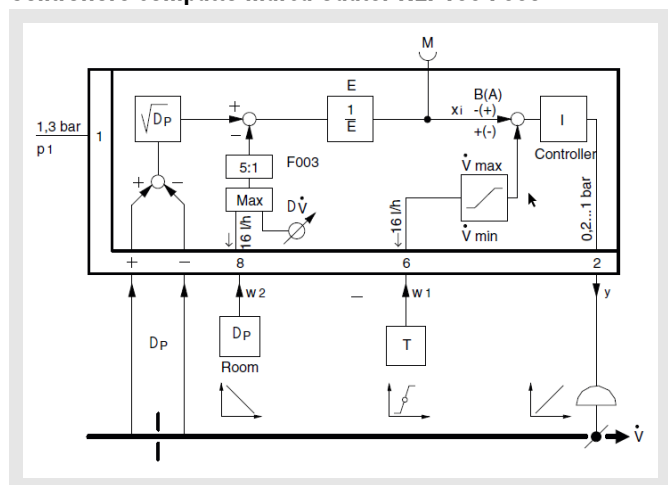 M
E
B(A)
√Dp
+
−
1
E
xi
-(+)
+(-)
I
1,3 bar
p1
1
5:1
F003
Controller
+
−
Max
DV̇
V̇ max
V̇ min
16 l/h
16 l/h
0,2... 1 bar
+
−
8
6
2
w2
−
w1
y
Dp
Dp
T
Room
V̇